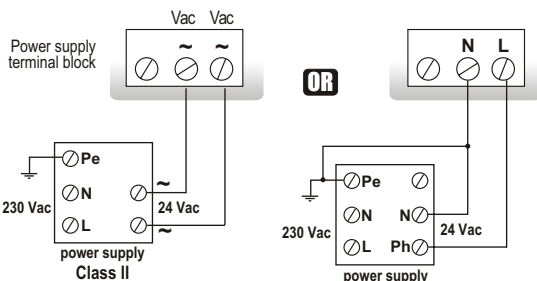 Vac Vac
Power supply
terminal block
~ ~
Pe
~
N
230 Vac
24 Vac
L
~
power supply
Class II
OR
N L
Pe
N N
230 Vac
24 Vac
L Ph
power supply